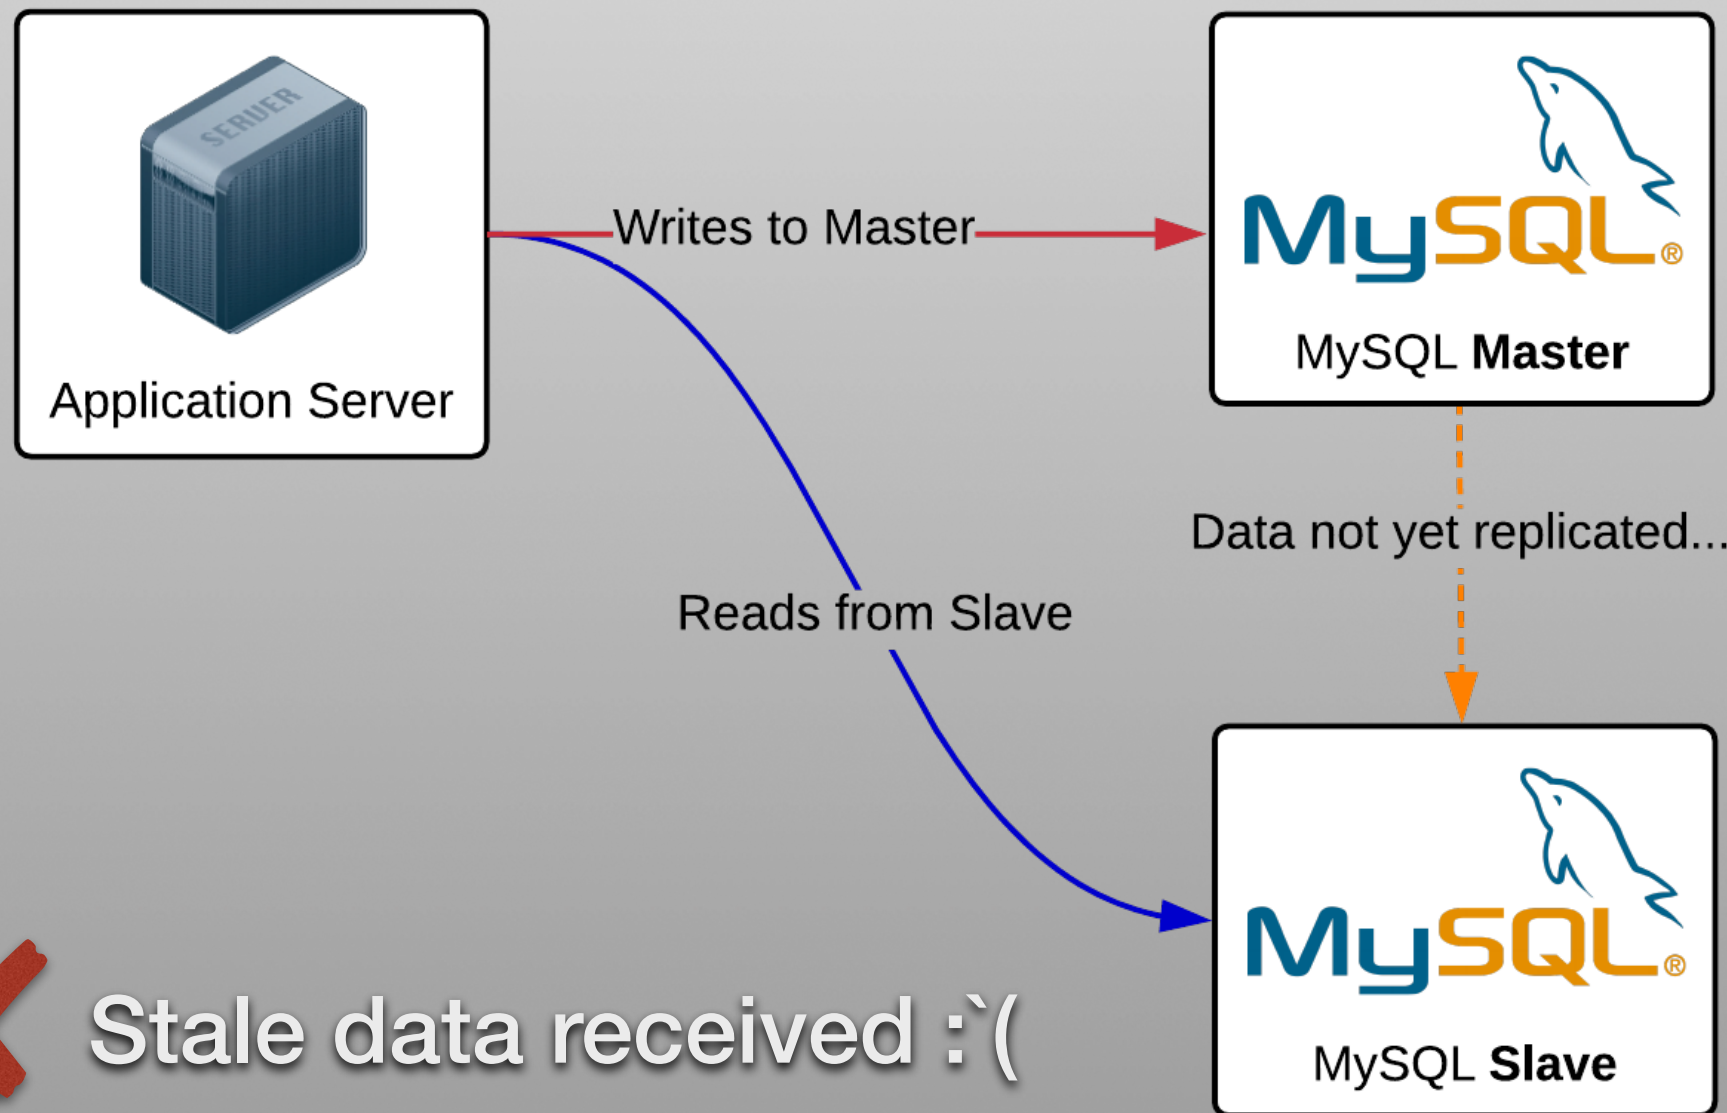 SERVER
Application Server
Writes to Master
MySQL®
MySQL Master
Data not yet replicated...
Reads from Slave
MySQL®
MySQL Slave
Stale data received :`(